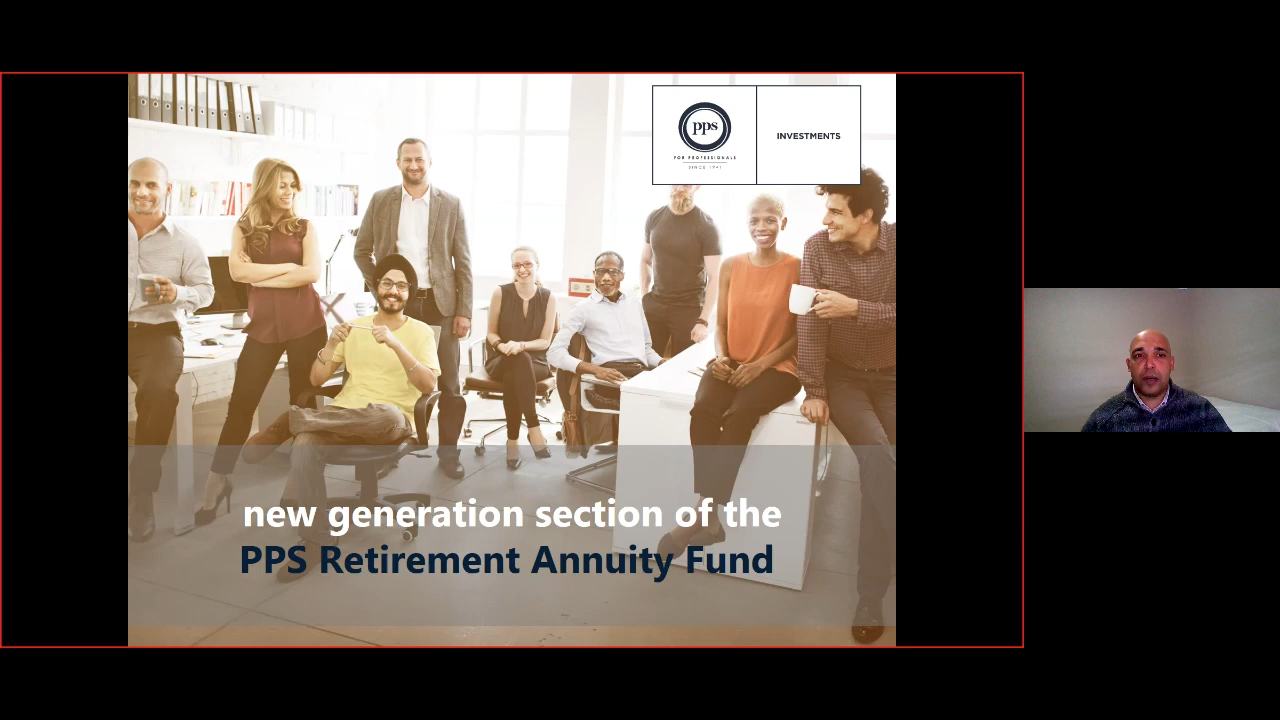 pps
FOR PROFESSIONALS
SINCE 1941
INVESTMENTS
new generation section of the
PPS Retirement Annuity Fund